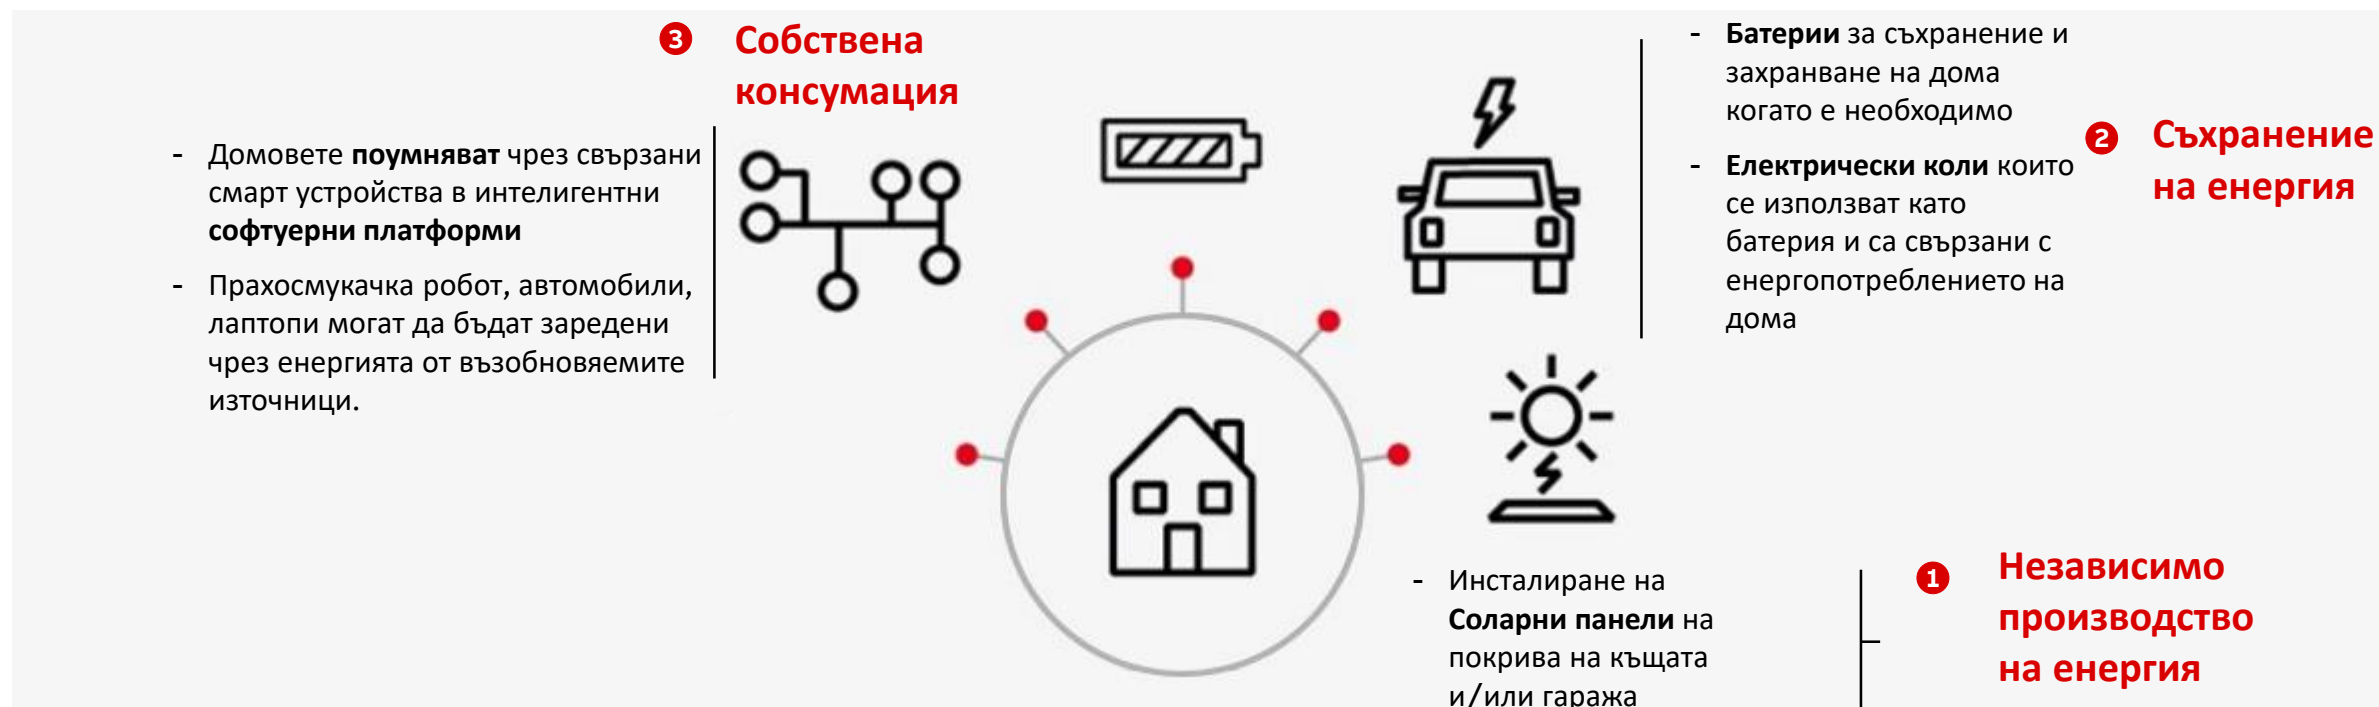 ❸ Собствена
консумация
- Домовете поумняват чрез свързани
смарт устройства в интелигентни
софтуерни платформи
- Прахосмукачка робот, автомобили,
лаптопи могат да бъдат заредени
чрез енергията от възобновяемите
източници.
- Батерии за съхранение и
захранване на дома
когато е необходимо
- Електрически коли които
се използват като
батерия и са свързани с
енергопотреблението на
дома
❷ Съхранение
на енергия
- Инсталиране на
Соларни панели на
покрива на къщата
и/или гаража
❶ Независимо
производство
на енергия